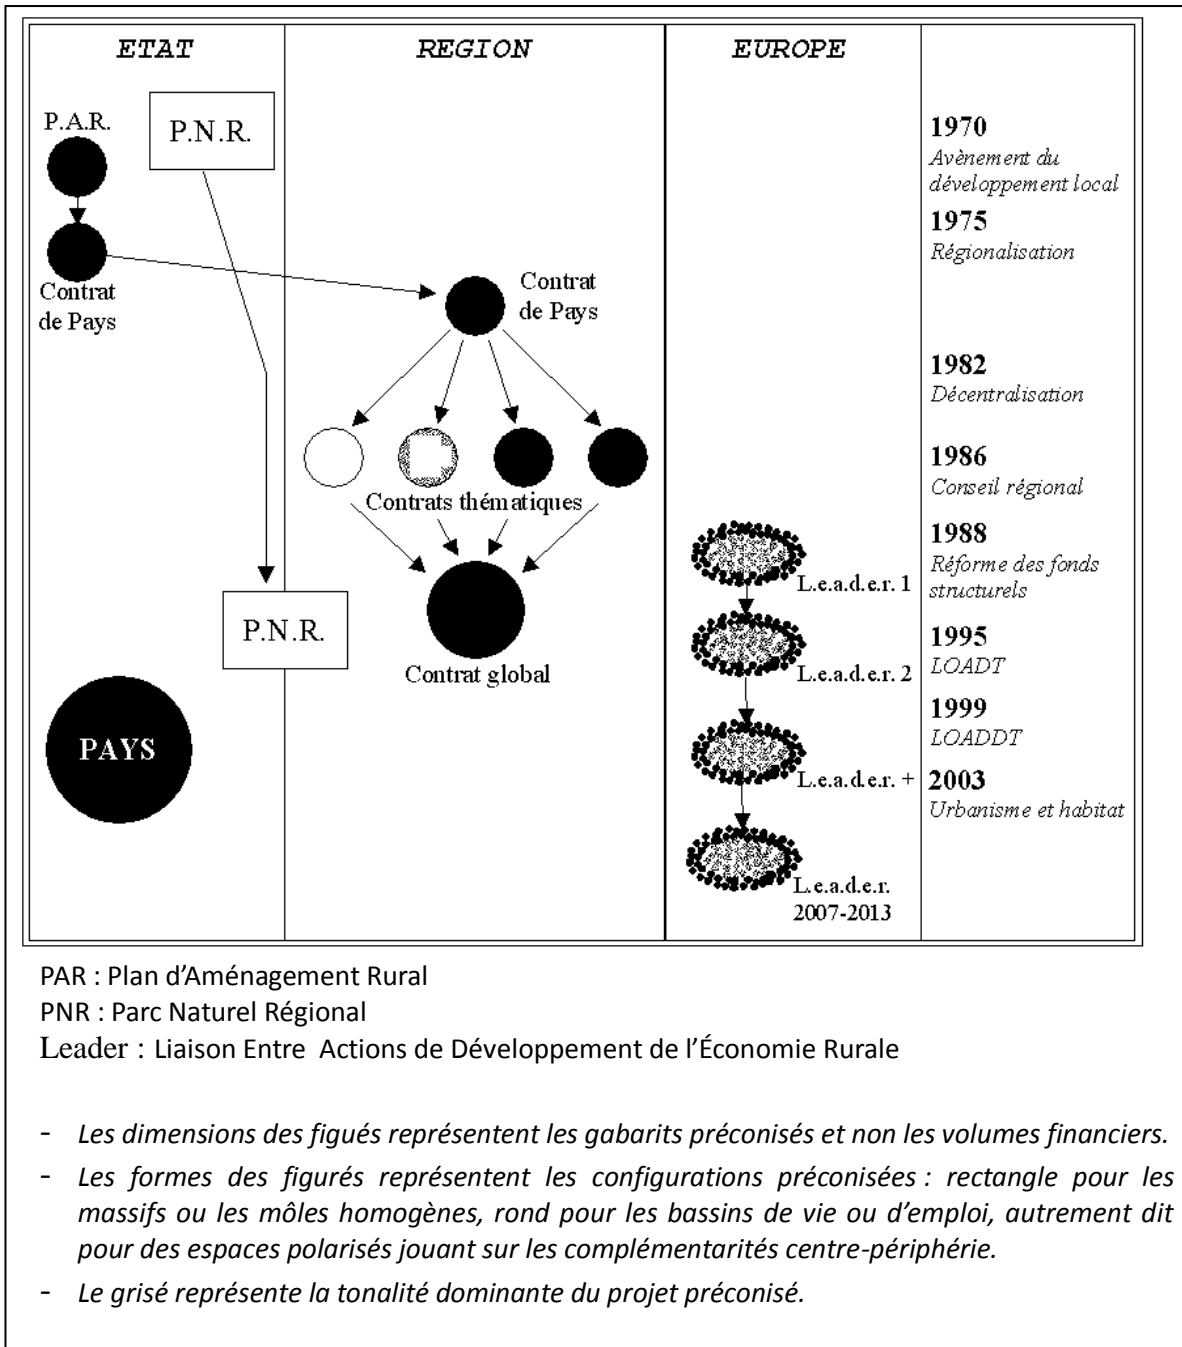 ETAT
REGION
EUROPE
P.A.R.
P.N.R.
Contrat
de Pays
Contrat
de Pays
Contrats thématiques
P.N.R.
Contrat global
PAYS
L.e.a.d.e.r. 1
L.e.a.d.e.r. 2
L.e.a.d.e.r. +
L.e.a.d.e.r.
2007-2013
1970
Avènement du
développement local
1975
Régionalisation
1982
Décentralisation
1986
Conseil régional
1988
Réforme des fonds
structurels
1995
LOADT
1999
LOADDT
2003
Urbanisme et habitat
PAR : Plan d’Aménagement Rural
PNR : Parc Naturel Régional
Leader : Liaison Entre Actions de Développement de l’Économie Rurale
- Les dimensions des figués représentent les gabarits préconisés et non les volumes financiers.
- Les formes des figurés représentent les configurations préconisées : rectangle pour les
massifs ou les môles homogènes, rond pour les bassins de vie ou d’emploi, autrement dit
pour des espaces polarisés jouant sur les complémentarités centre-périphérie.
- Le grisé représente la tonalité dominante du projet préconisé.